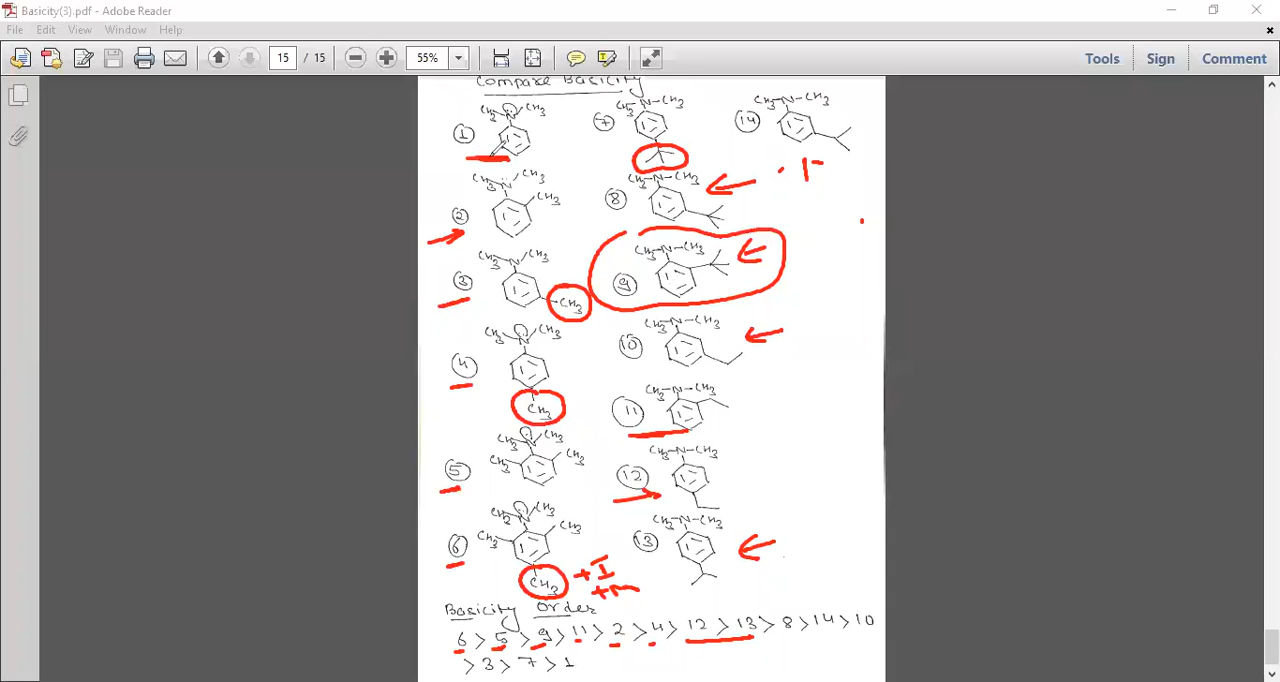 Basicity(3).pdf - Adobe Reader
File Edit View Window Help
15 / 15 55% Tools Sign Comment
Compare Basicity
1 CH3 N CH3
2 CH3 N CH3 CH3
3 CH3 N CH3 CH3
4 CH3 N CH3 CH3
5 CH3 N CH3 CH3 CH3
6 CH3 N CH3 CH3 CH3 CH3 +I +m
7 CH3-N-CH3
8 CH3-N-CH3
9 CH3-N-CH3
10 CH3-N-CH3
11 CH3-N-CH3
12 CH3-N-CH3
13 CH3-N-CH3
14 CH3-N-CH3
Basicity Order
6 > 5 > 9 > 11 > 2 > 4 > 12 > 13 > 8 > 14 > 10
> 3 > 7 > 1